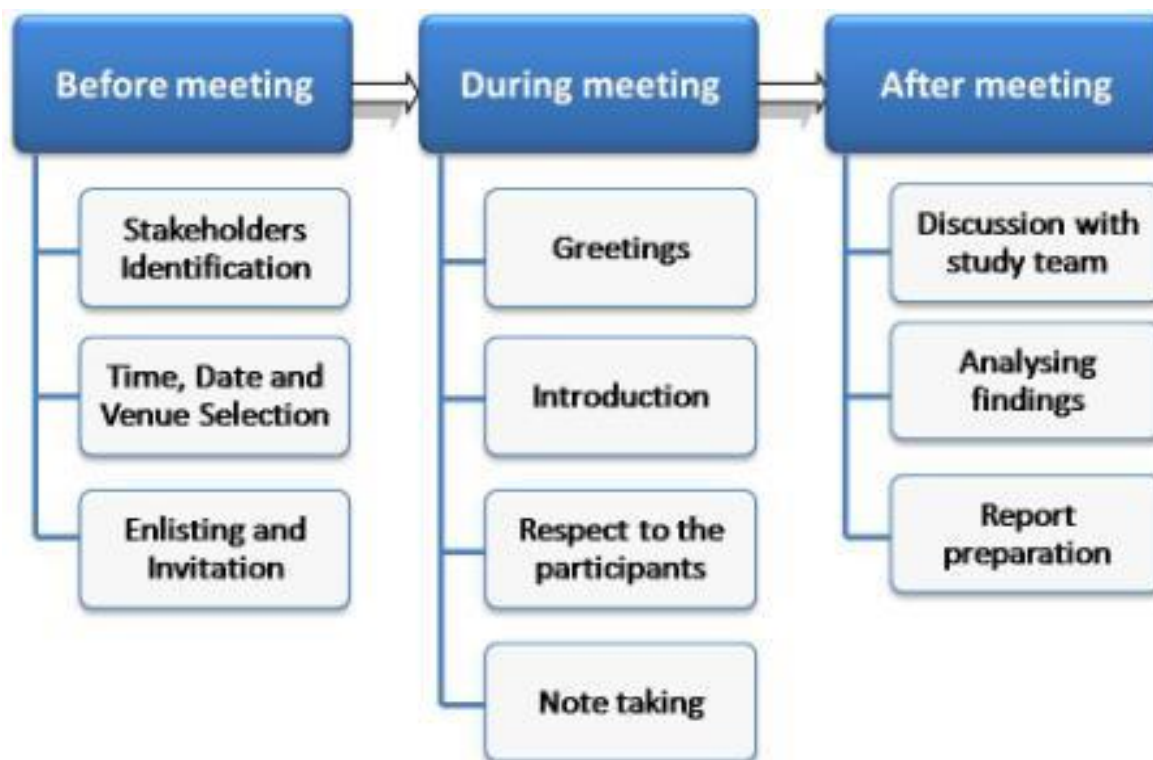 Before meeting
Stakeholders
Identification
Time, Date and
Venue Selection
Enlisting and
Invitation
During meeting
Greetings
Introduction
Respect to the
participants
Note taking
After meeting
Discussion with
study team
Analysing
findings
Report
preparation